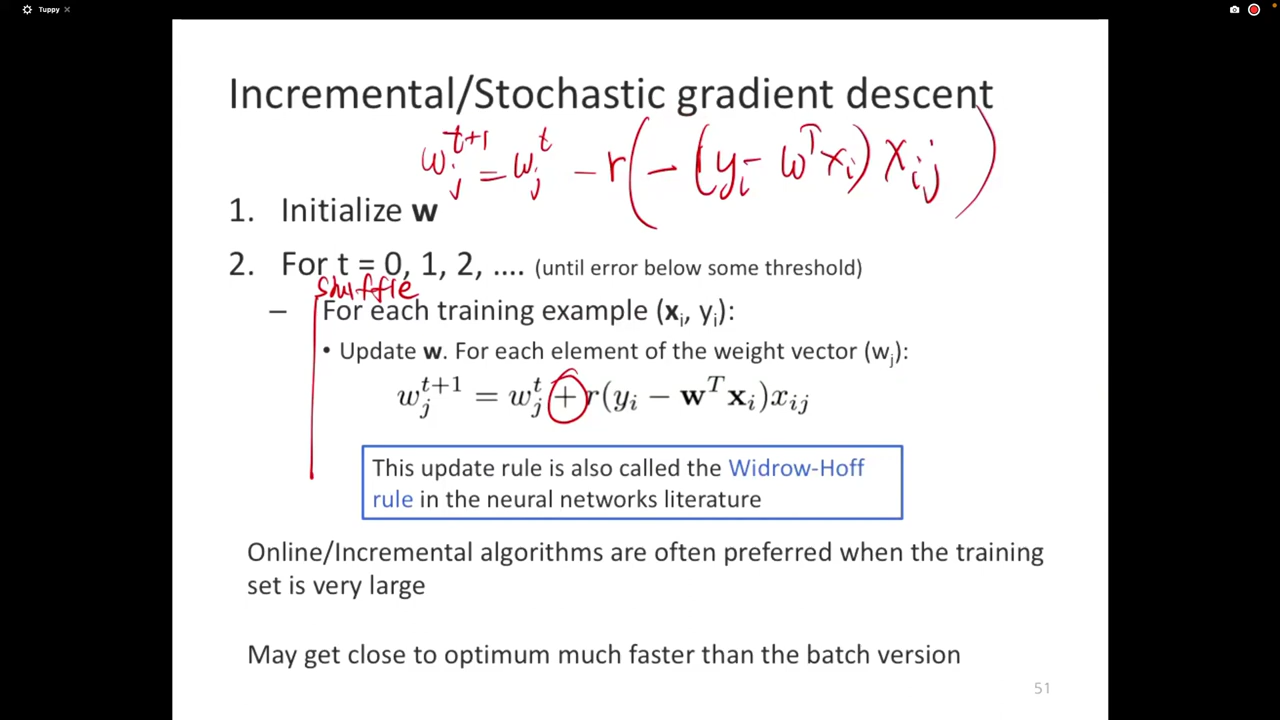 Tuppy ×
Incremental/Stochastic gradient descent
w_j^{t+1} = w_j^t - r(-(y_i - w^T x_i) x_{ij})
1. Initialize w
2. For t = 0, 1, 2, .... (until error below some threshold)
shuffle
– For each training example (x_i, y_i):
• Update w. For each element of the weight vector (w_j):
w_j^{t+1} = w_j^t + r(y_i − w^T x_i)x_{ij}
This update rule is also called the Widrow-Hoff
rule in the neural networks literature
Online/Incremental algorithms are often preferred when the training
set is very large
May get close to optimum much faster than the batch version
51